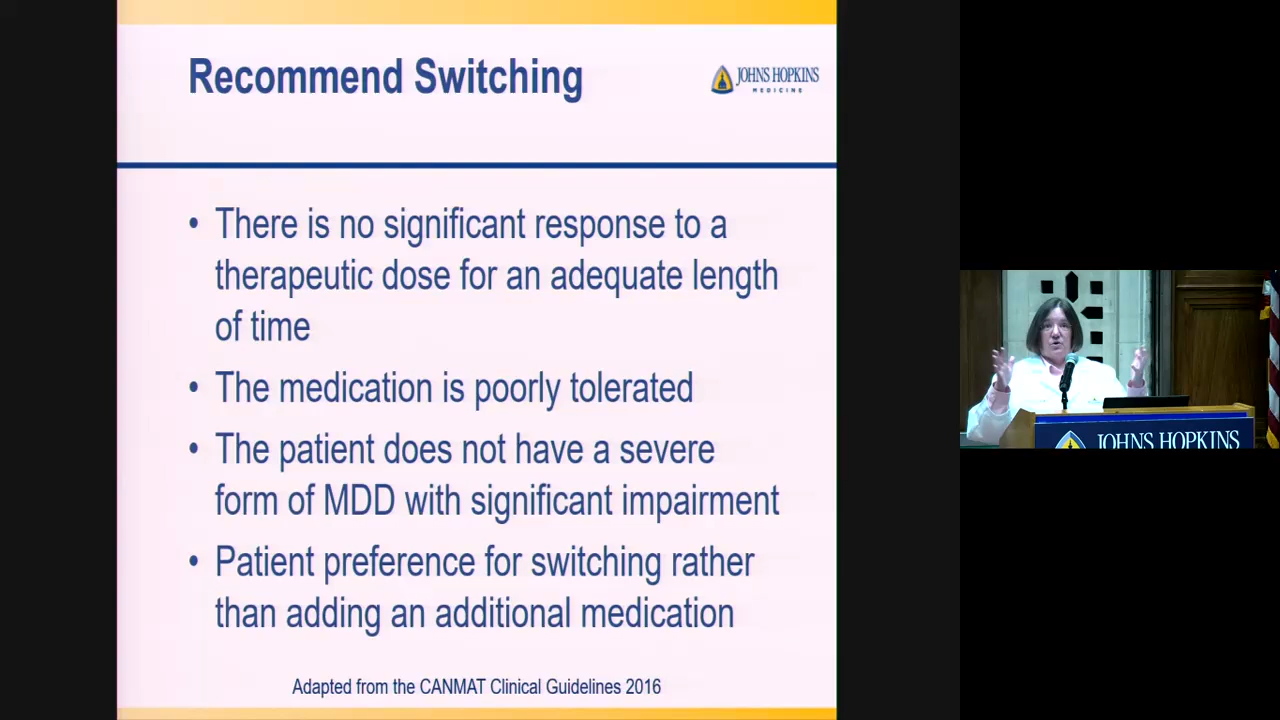 Recommend Switching
JOHNS HOPKINS
MEDICINE
• There is no significant response to a
therapeutic dose for an adequate length
of time
• The medication is poorly tolerated
• The patient does not have a severe
form of MDD with significant impairment
• Patient preference for switching rather
than adding an additional medication
Adapted from the CANMAT Clinical Guidelines 2016
JOHNS HOPKINS